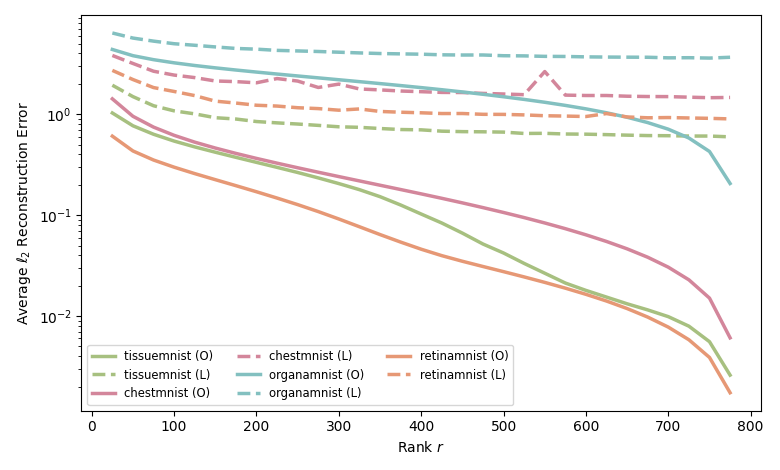 Average ℓ₂ Reconstruction Error
10⁰
10⁻¹
10⁻²
tissuemnist (O)
tissuemnist (L)
chestmnist (O)
chestmnist (L)
organamnist (O)
organamnist (L)
retinamnist (O)
retinamnist (L)
0 100 200 300 400 500 600 700 800
Rank r